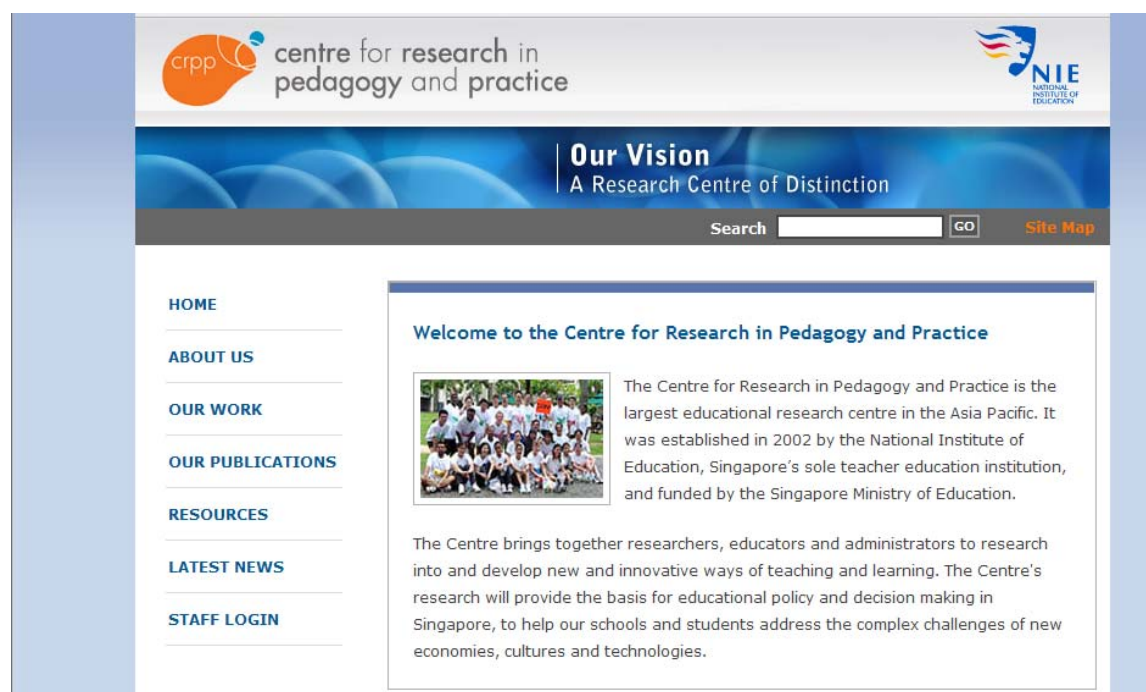 crpp
centre for research in
pedagogy and practice
NIE
NATIONAL
INSTITUTE OF
EDUCATION
Our Vision
A Research Centre of Distinction
Search GO Site Map
HOME
ABOUT US
OUR WORK
OUR PUBLICATIONS
RESOURCES
LATEST NEWS
STAFF LOGIN
Welcome to the Centre for Research in Pedagogy and Practice
The Centre for Research in Pedagogy and Practice is the
largest educational research centre in the Asia Pacific. It
was established in 2002 by the National Institute of
Education, Singapore's sole teacher education institution,
and funded by the Singapore Ministry of Education.
The Centre brings together researchers, educators and administrators to research
into and develop new and innovative ways of teaching and learning. The Centre's
research will provide the basis for educational policy and decision making in
Singapore, to help our schools and students address the complex challenges of new
economies, cultures and technologies.